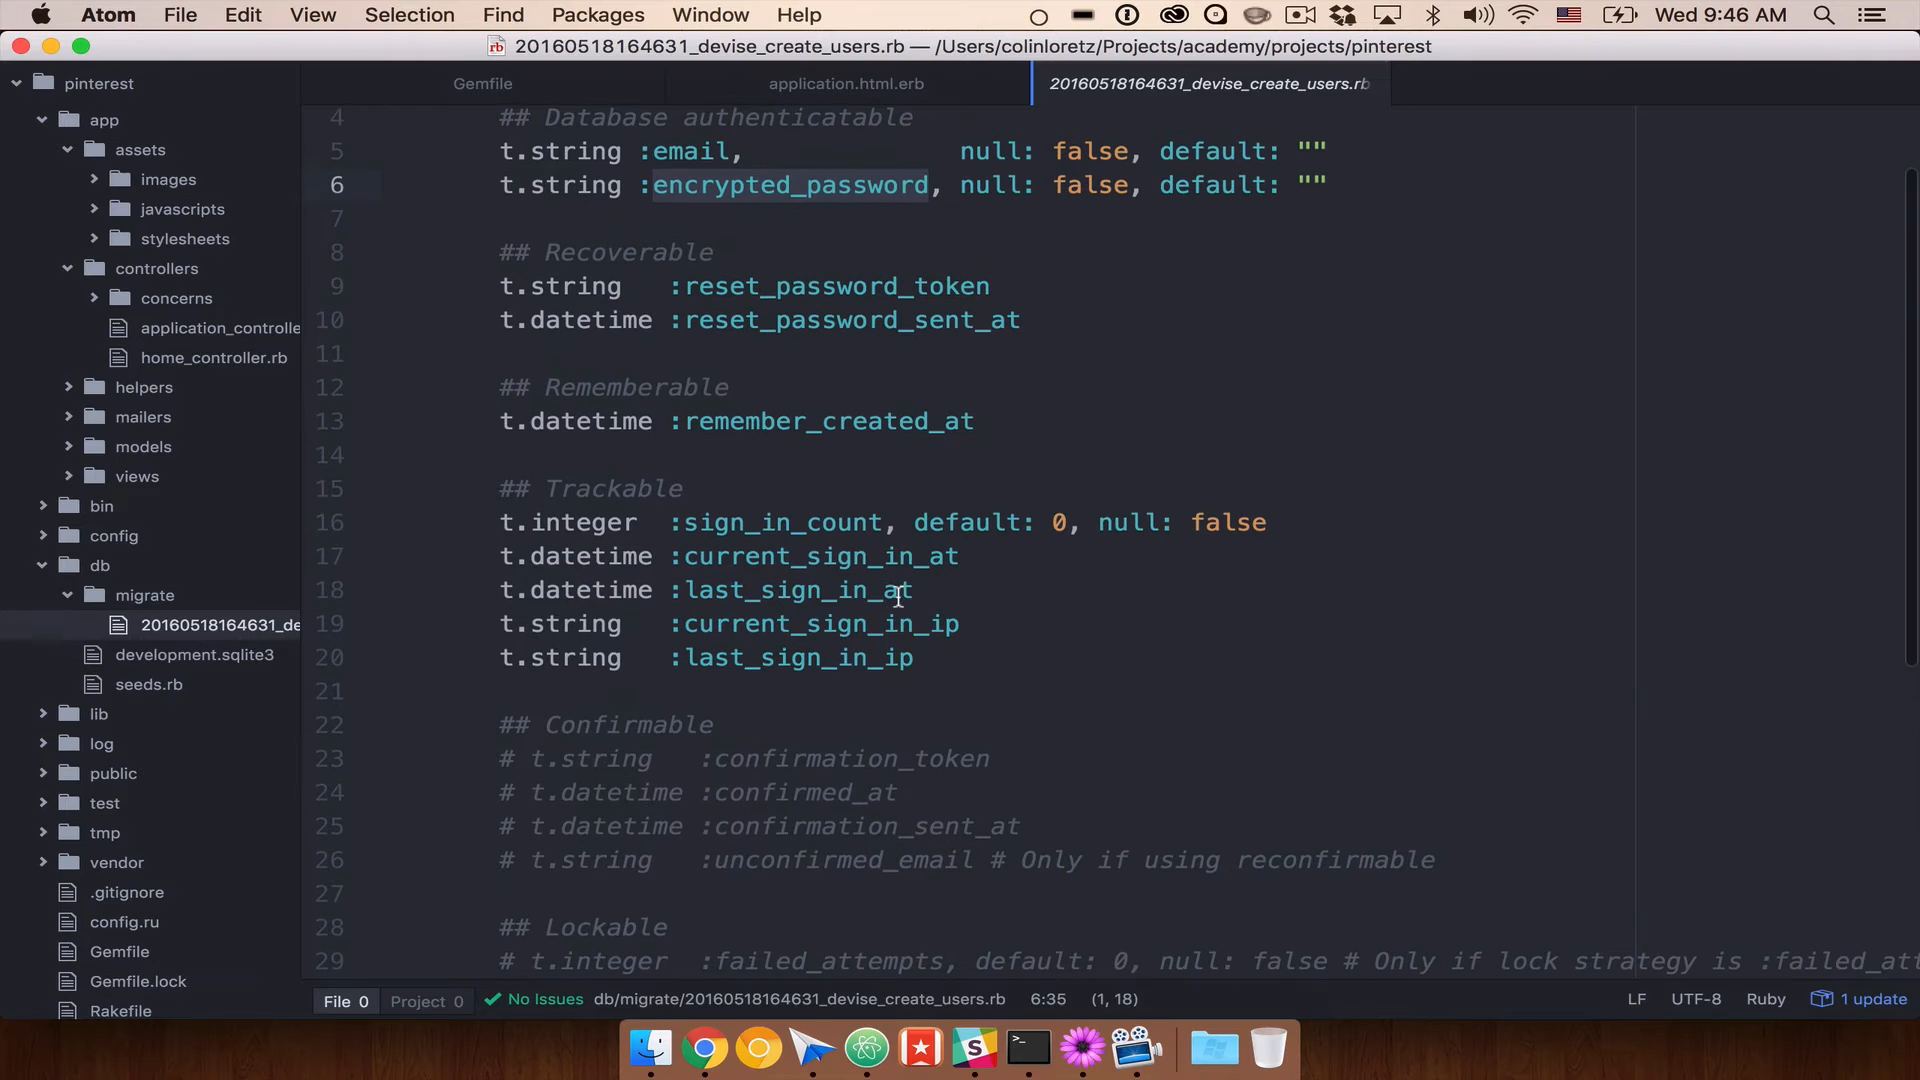 Atom File Edit View Selection Find Packages Window Help Wed 9:46 AM
20160518164631_devise_create_users.rb — /Users/colinloretz/Projects/academy/projects/pinterest
pinterest
app
assets
images
javascripts
stylesheets
controllers
concerns
application_controlle
home_controller.rb
helpers
mailers
models
views
bin
config
db
migrate
20160518164631_de
development.sqlite3
seeds.rb
lib
log
public
test
tmp
vendor
.gitignore
config.ru
Gemfile
Gemfile.lock
Rakefile
Gemfile application.html.erb 20160518164631_devise_create_users.rb
4 ## Database authenticatable
5 t.string :email, null: false, default: ""
6 t.string :encrypted_password, null: false, default: ""
7
8 ## Recoverable
9 t.string :reset_password_token
10 t.datetime :reset_password_sent_at
11
12 ## Rememberable
13 t.datetime :remember_created_at
14
15 ## Trackable
16 t.integer :sign_in_count, default: 0, null: false
17 t.datetime :current_sign_in_at
18 t.datetime :last_sign_in_at
19 t.string :current_sign_in_ip
20 t.string :last_sign_in_ip
21
22 ## Confirmable
23 # t.string :confirmation_token
24 # t.datetime :confirmed_at
25 # t.datetime :confirmation_sent_at
26 # t.string :unconfirmed_email # Only if using reconfirmable
27
28 ## Lockable
29 # t.integer :failed_attempts, default: 0, null: false # Only if lock strategy is :failed_att
File 0 Project 0 No Issues db/migrate/20160518164631_devise_create_users.rb 6:35 (1, 18) LF UTF-8 Ruby 1 update